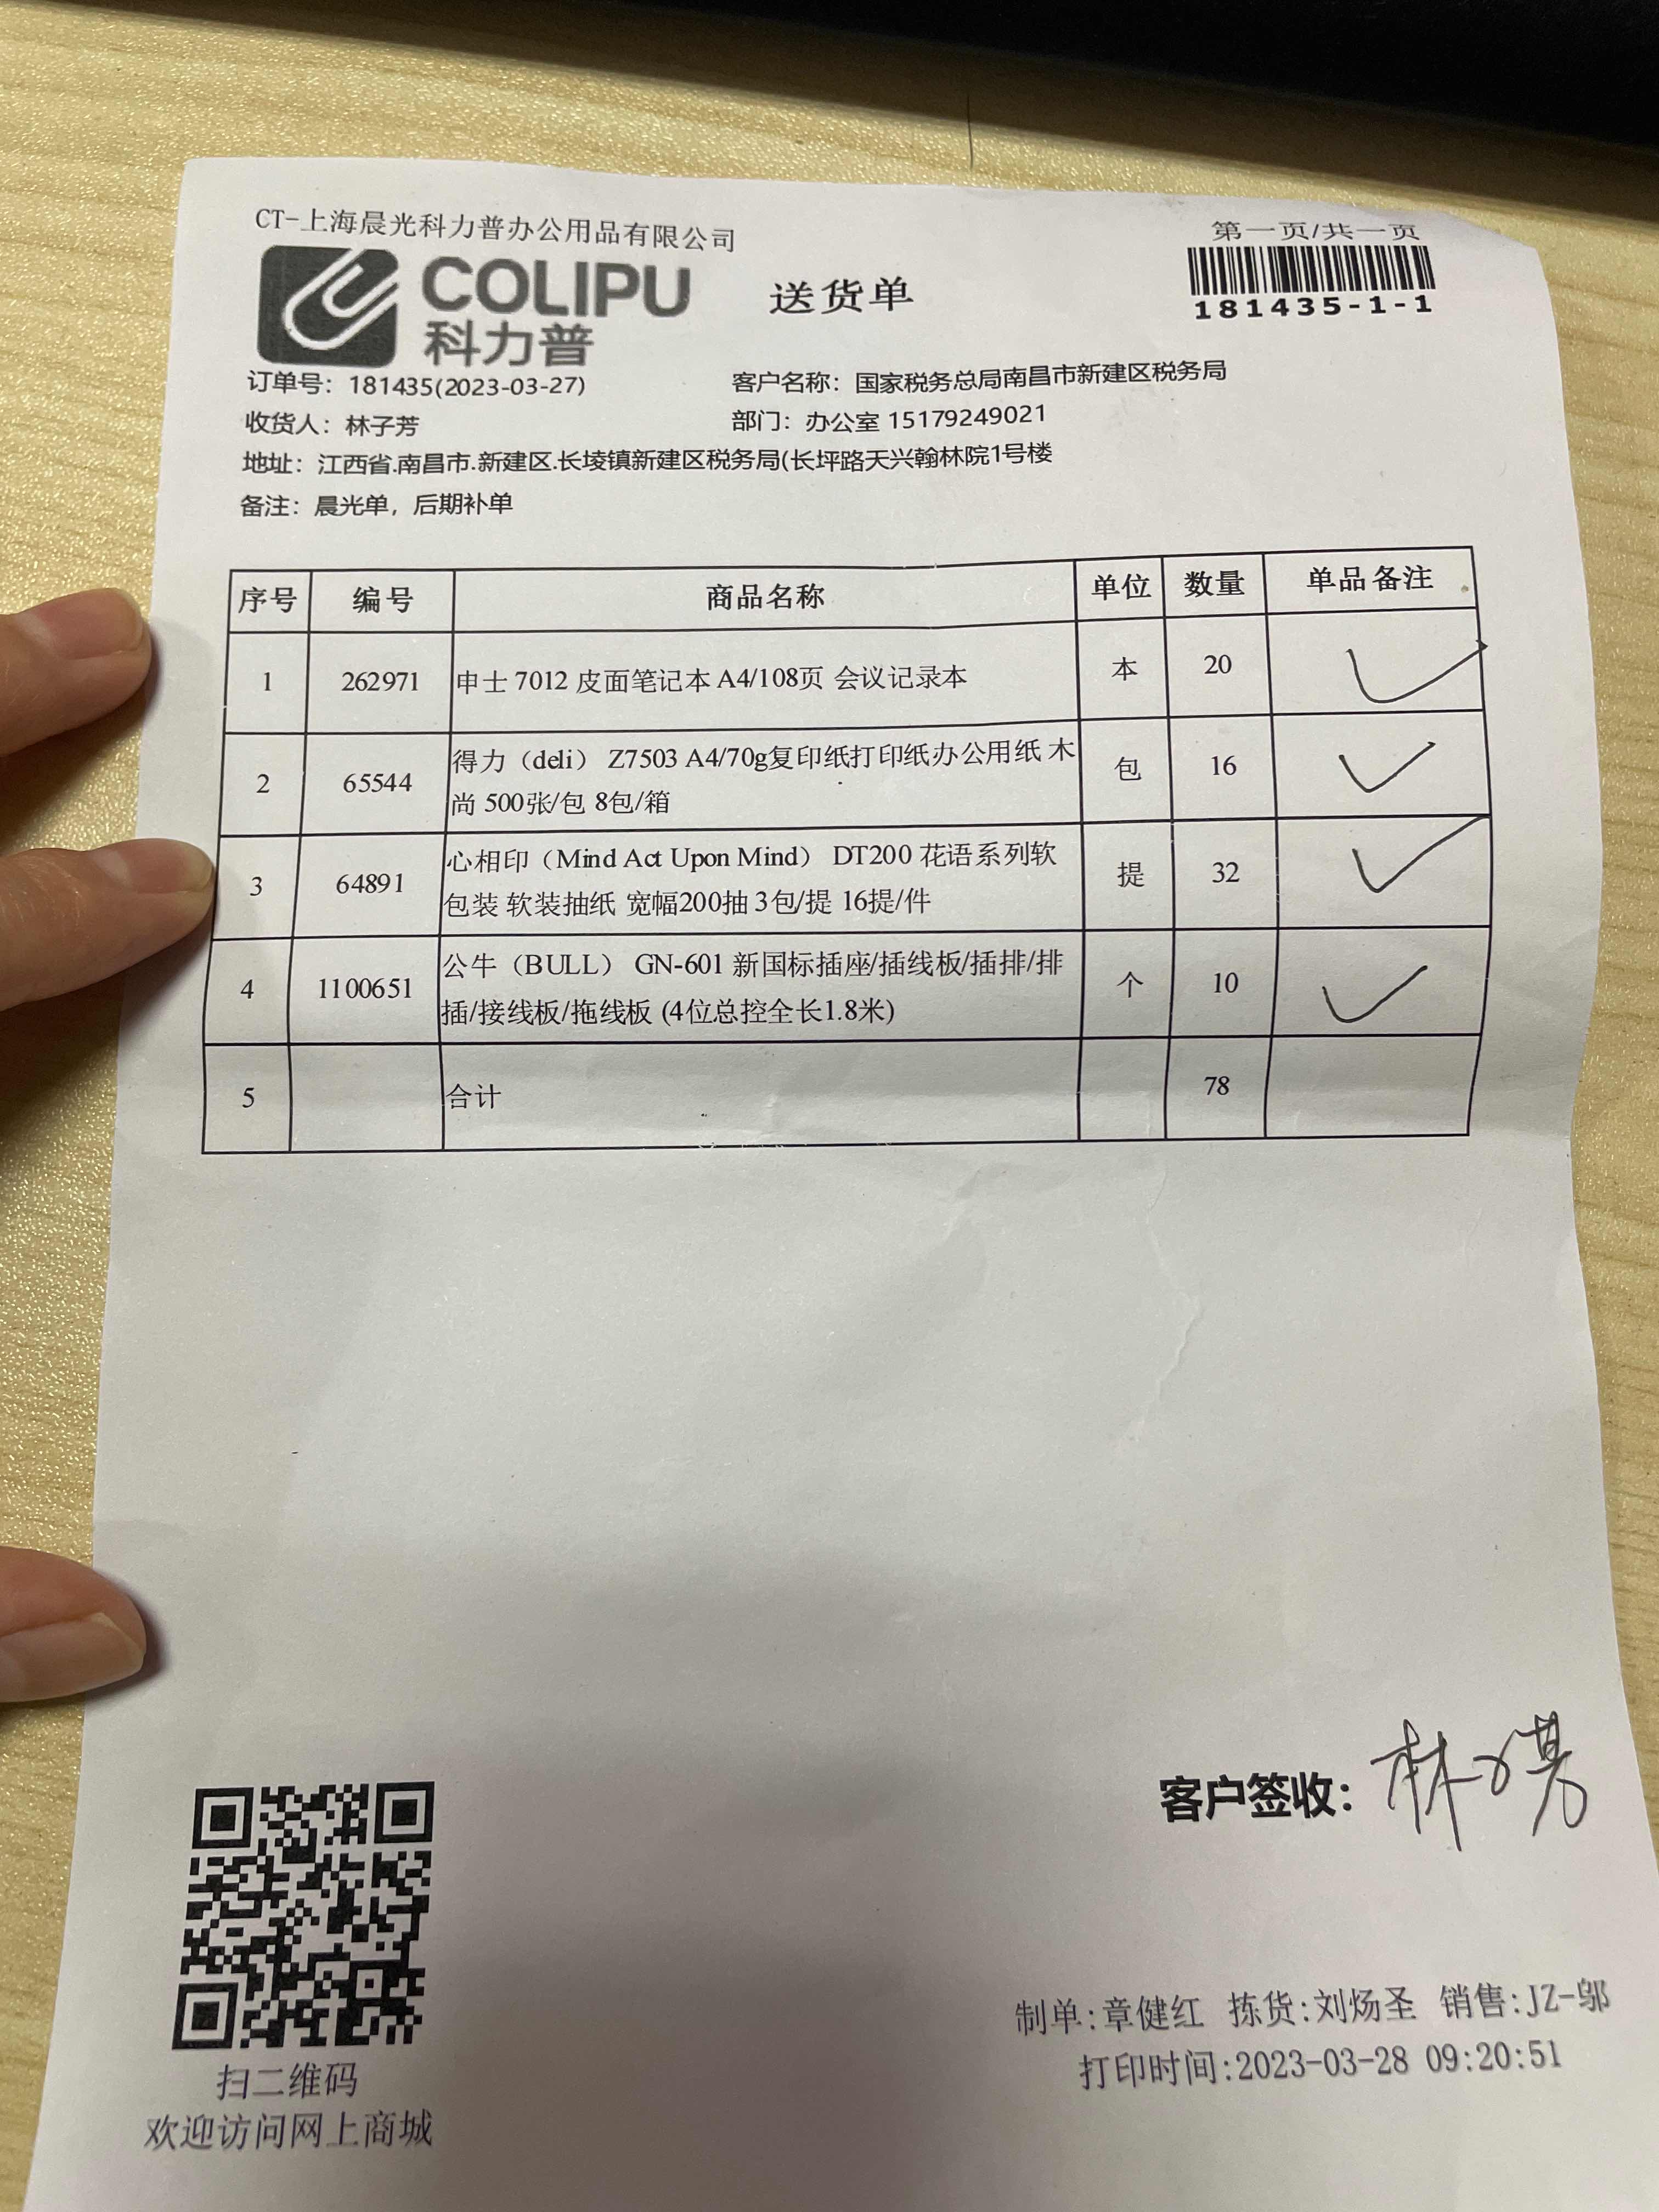 CT-上海晨光科力普办公用品有限公司
第一页/共一页
COLIPU
科力普
送货单
181435-1-1
订单号：181435(2023-03-27)
客户名称：国家税务总局南昌市新建区税务局
收货人：林子芳
部门：办公室 15179249021
地址：江西省.南昌市.新建区.长堎镇新建区税务局(长坪路天兴翰林院1号楼
备注：晨光单，后期补单
序号 编号 商品名称 单位 数量 单品备注
1 262971 申士 7012 皮面笔记本 A4/108页 会议记录本 本 20
2 65544 得力（deli） Z7503 A4/70g复印纸打印纸办公用纸 木
尚 500张/包 8包/箱 包 16
3 64891 心相印（Mind Act Upon Mind） DT200 花语系列软
包装 软装抽纸 宽幅200抽 3包/提 16提/件 提 32
4 1100651 公牛（BULL） GN-601 新国标插座/插线板/插排/排
插/接线板/拖线板 (4位总控全长1.8米) 个 10
5 合计 78
客户签收：
制单:章健红 拣货:刘炀圣 销售:JZ-邬
打印时间:2023-03-28 09:20:51
扫二维码
欢迎访问网上商城